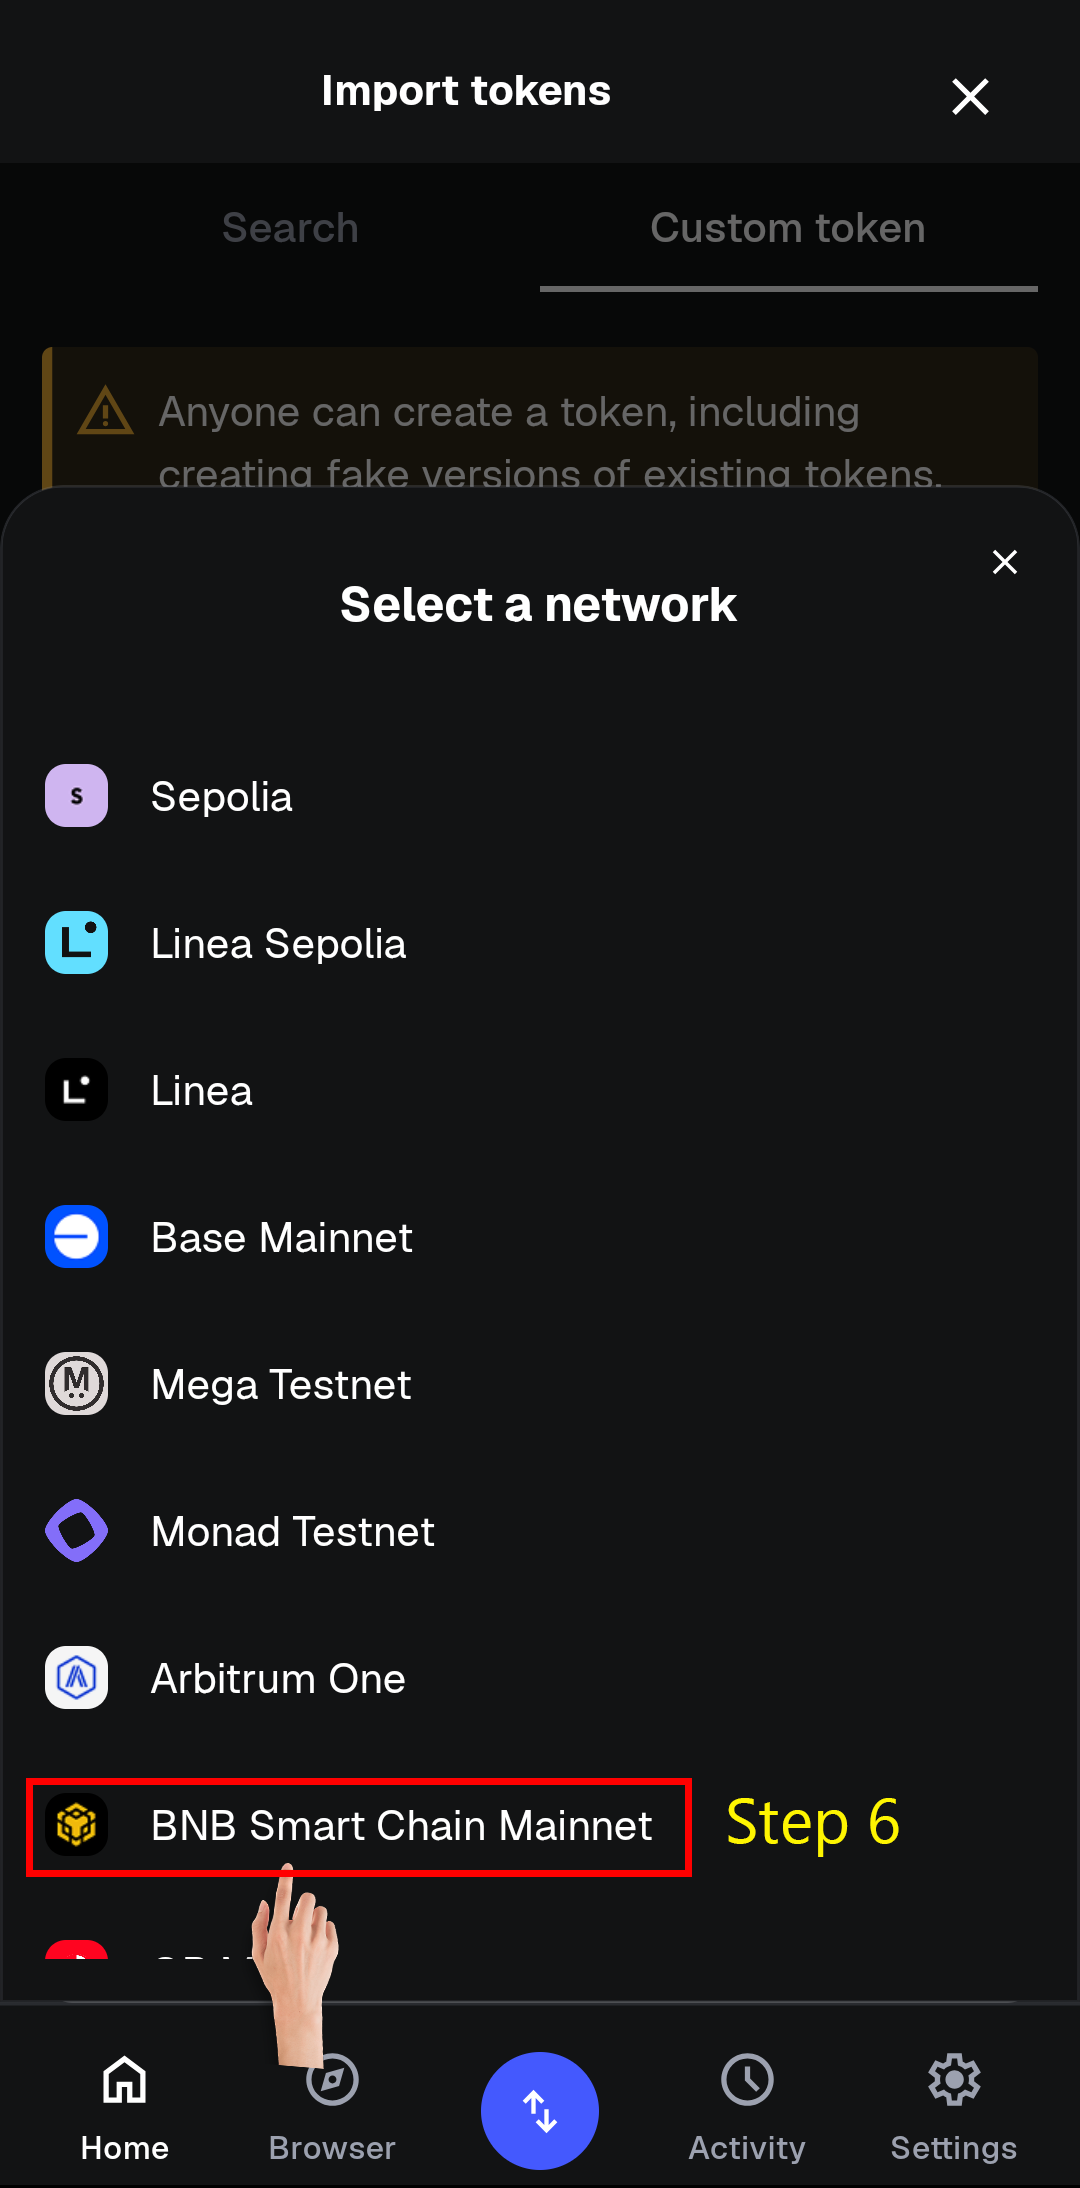 Import tokens
Search
Custom token
Anyone can create a token, including
creating fake versions of existing tokens.
Select a network
S
Sepolia
Linea Sepolia
Linea
Base Mainnet
Mega Testnet
Monad Testnet
Arbitrum One
BNB Smart Chain Mainnet
Step 6
Home
Browser
Activity
Settings